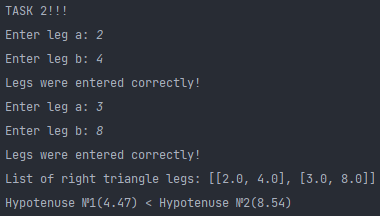 TASK 2!!!
Enter leg a: 2
Enter leg b: 4
Legs were entered correctly!
Enter leg a: 3
Enter leg b: 8
Legs were entered correctly!
List of right triangle legs: [[2.0, 4.0], [3.0, 8.0]]
Hypotenuse №1(4.47) < Hypotenuse №2(8.54)